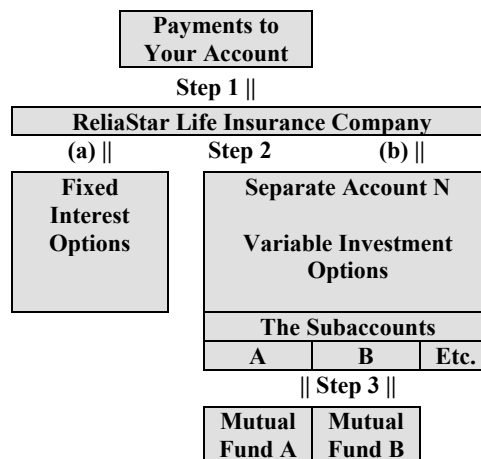 Payments to
Your Account
Step 1 ||
ReliaStar Life Insurance Company
(a) || Step 2 (b) ||
Fixed
Interest
Options
Separate Account N
Variable Investment
Options
The Subaccounts
A B Etc.
|| Step 3 ||
Mutual
Fund A
Mutual
Fund B